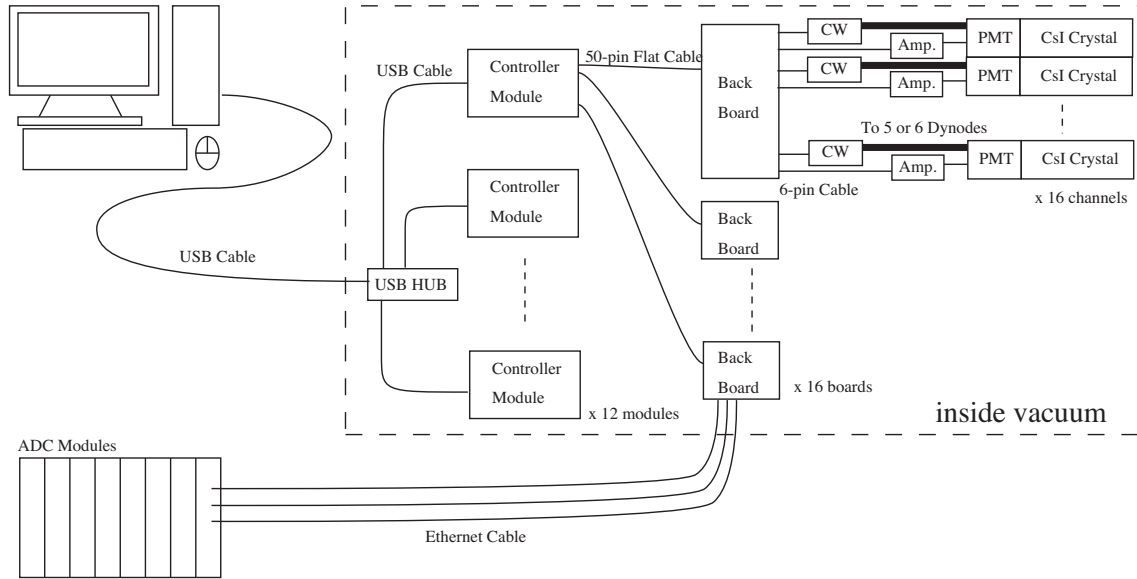 Controller
Module
USB Cable
50-pin Flat Cable
Back
Board
CW
Amp.
PMT
CsI Crystal
CW
Amp.
PMT
CsI Crystal
To 5 or 6 Dynodes
CW
Amp.
PMT
CsI Crystal
6-pin Cable
x 16 channels
Controller
Module
Back
Board
USB Cable
USB HUB
Controller
Module
x 12 modules
Back
Board
x 16 boards
inside vacuum
ADC Modules
Ethernet Cable